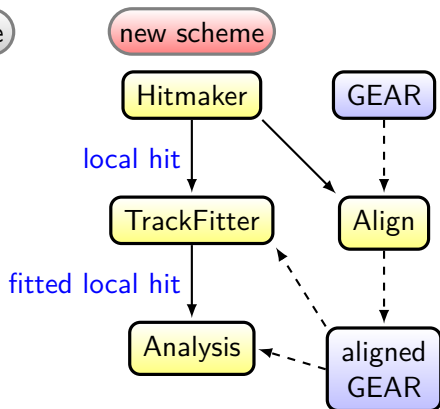 new scheme
Hitmaker
GEAR
local hit
TrackFitter
Align
fitted local hit
Analysis
aligned
GEAR